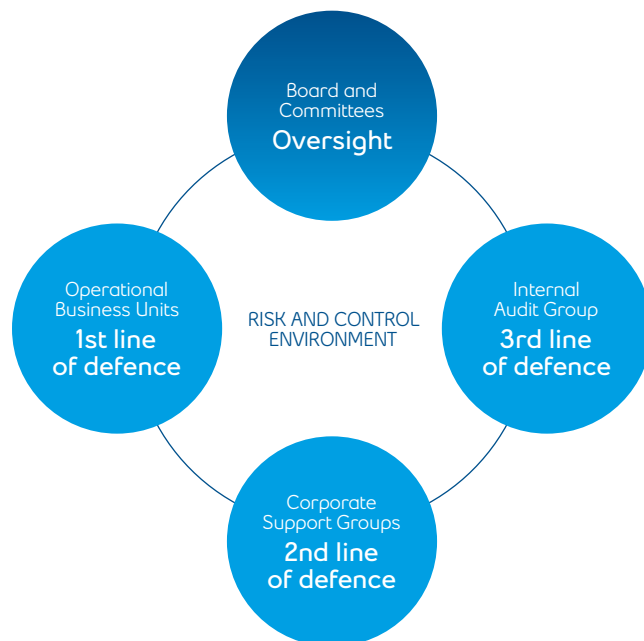 Board and
Committees
Oversight
Operational
Business Units
1st line
of defence
RISK AND CONTROL
ENVIRONMENT
Internal
Audit Group
3rd line
of defence
Corporate
Support Groups
2nd line
of defence